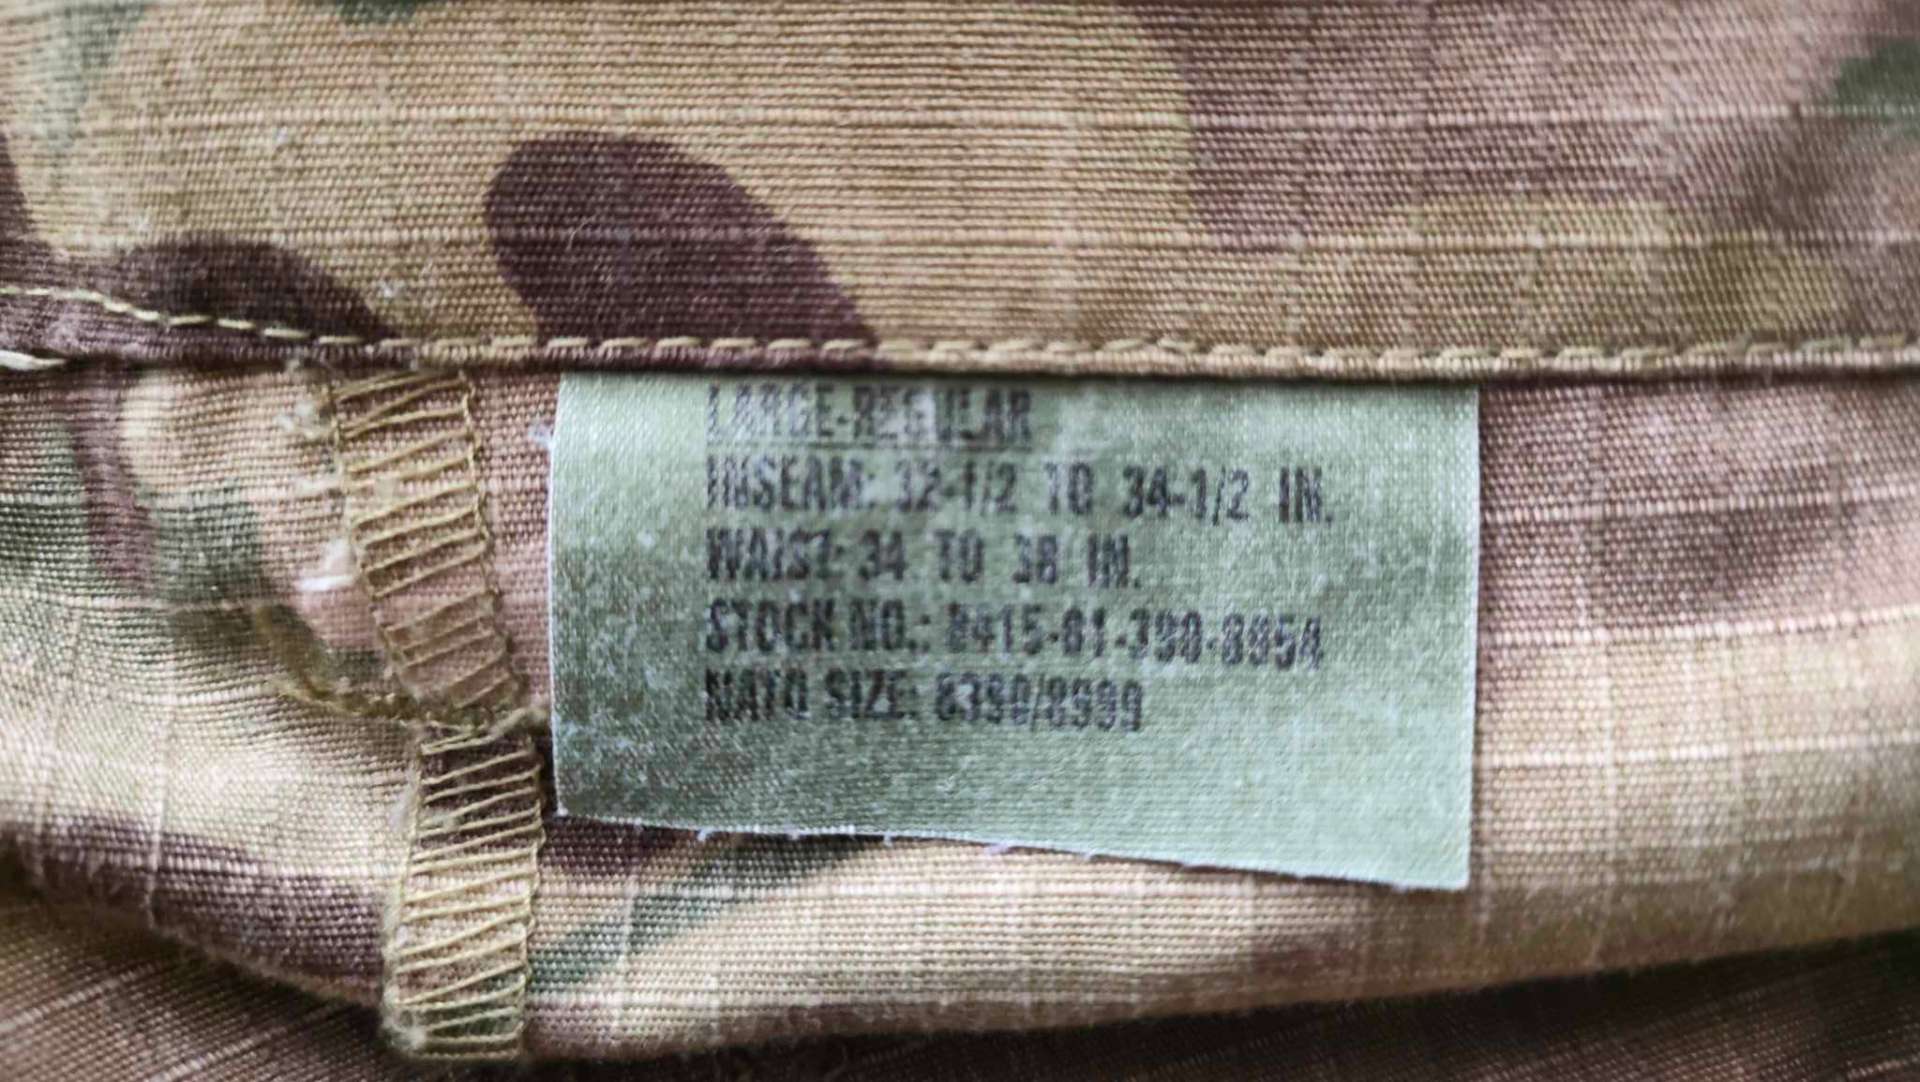 LARGE-REGULAR
INSEAM: 32-1/2 TO 34-1/2 IN.
WAIST: 34 TO 38 IN.
STOCK NO.: 8415-01-390-8954
NATO SIZE: 8390/8999